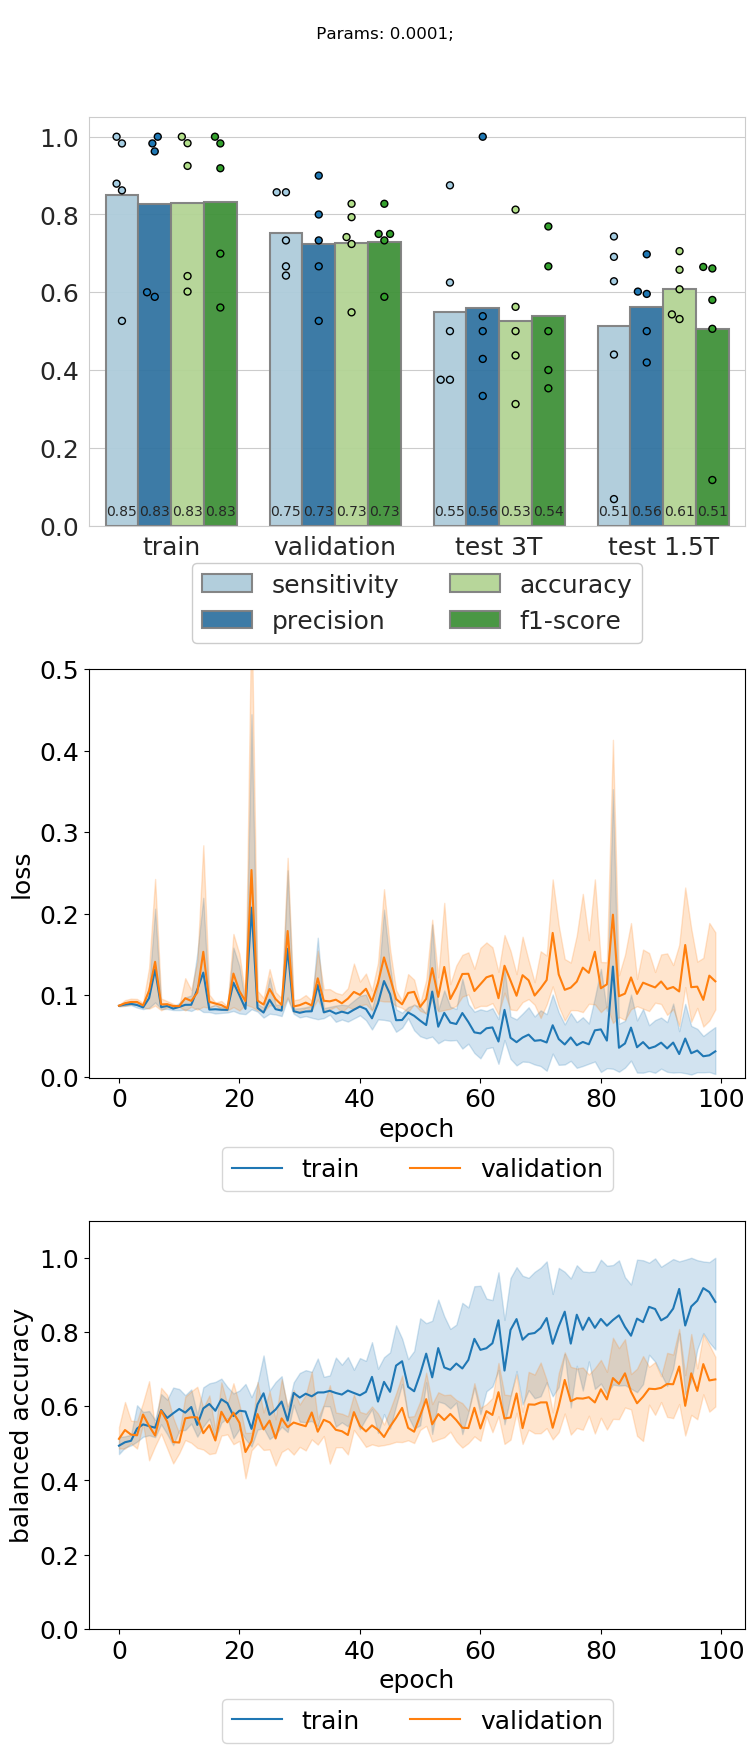 Params: 0.0001;
1.0
0.8
0.6
0.4
0.2
0.0
0.85 0.83 0.83 0.83 0.75 0.73 0.73 0.73 0.55 0.56 0.53 0.54 0.51 0.56 0.61 0.51
train validation test 3T test 1.5T
sensitivity accuracy
precision f1-score
0.5
0.4
0.3
0.2
0.1
0.0
loss
0 20 40 60 80 100
epoch
train validation
1.0
0.8
0.6
0.4
0.2
0.0
balanced accuracy
0 20 40 60 80 100
epoch
train validation